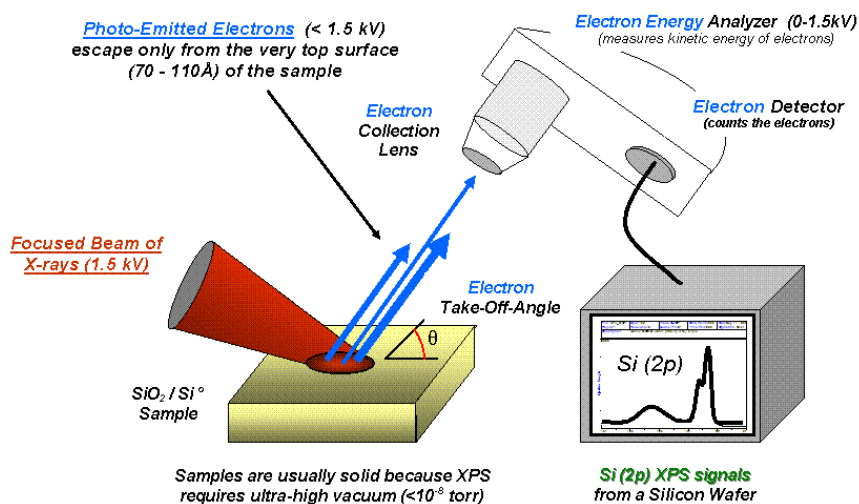 Photo-Emitted Electrons (< 1.5 kV)
escape only from the very top surface
(70 - 110Å) of the sample
Electron Energy Analyzer (0-1.5kV)
(measures kinetic energy of electrons)
Electron
Collection
Lens
Electron Detector
(counts the electrons)
Focused Beam of
X-rays (1.5 kV)
Electron
Take-Off-Angle
θ
SiO₂ / Si°
Sample
Si (2p)
Samples are usually solid because XPS
requires ultra-high vacuum (<10⁻⁸ torr)
Si (2p) XPS signals
from a Silicon Wafer